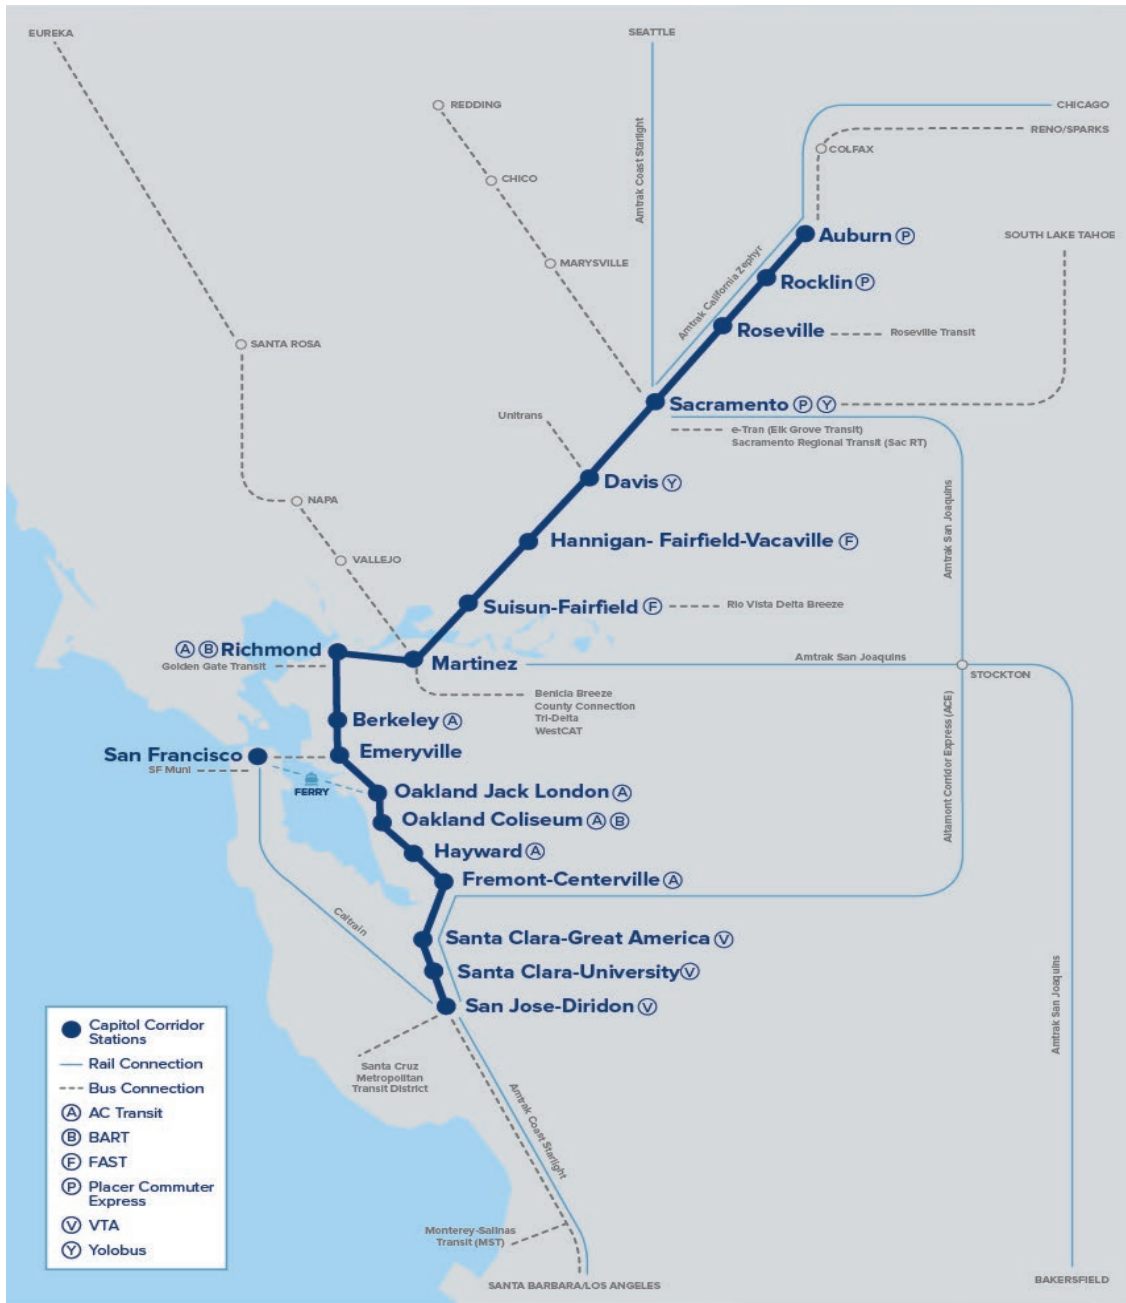 EUREKA
SEATTLE
REDDING
CHICAGO
RENO/SPARKS
COLFAX
CHICO
Amtrak Coast Starlight
Auburn P
SOUTH LAKE TAHOE
MARYSVILLE
Amtrak California Zephyr
Rocklin P
Roseville
Roseville Transit
SANTA ROSA
Sacramento P Y
Unitrans
e-Tran (Elk Grove Transit)
Sacramento Regional Transit (Sac RT)
Davis Y
NAPA
Amtrak San Joaquins
Hannigan- Fairfield-Vacaville F
VALLEJO
Suisun-Fairfield F
Rio Vista Delta Breeze
A B Richmond
Golden Gate Transit
Martinez
Amtrak San Joaquins
STOCKTON
Benicia Breeze
County Connection
Tri-Delta
WestCAT
Berkeley A
San Francisco
SF Muni
Emeryville
Altamont Corridor Express (ACE)
FERRY
Oakland Jack London A
Oakland Coliseum A B
Hayward A
Fremont-Centerville A
Caltrain
Santa Clara-Great America V
Santa Clara-University V
San Jose-Diridon V
Amtrak San Joaquins
Santa Cruz
Metropolitan
Transit District
Amtrak Coast Starlight
Monterey-Salinas
Transit (MST)
SANTA BARBARA/LOS ANGELES
BAKERSFIELD
Capitol Corridor
Stations
Rail Connection
Bus Connection
A AC Transit
B BART
F FAST
P Placer Commuter
Express
V VTA
Y Yolobus